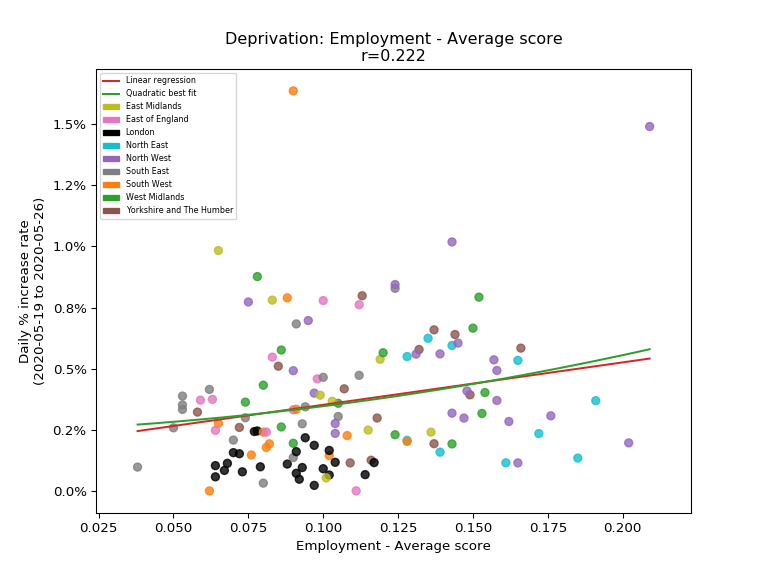 Deprivation: Employment - Average score
r=0.222
Linear regression
Quadratic best fit
East Midlands
East of England
London
North East
North West
South East
South West
West Midlands
Yorkshire and The Humber
1.5%
1.2%
1.0%
0.8%
0.5%
0.2%
0.0%
Daily % increase rate
(2020-05-19 to 2020-05-26)
0.025 0.050 0.075 0.100 0.125 0.150 0.175 0.200
Employment - Average score